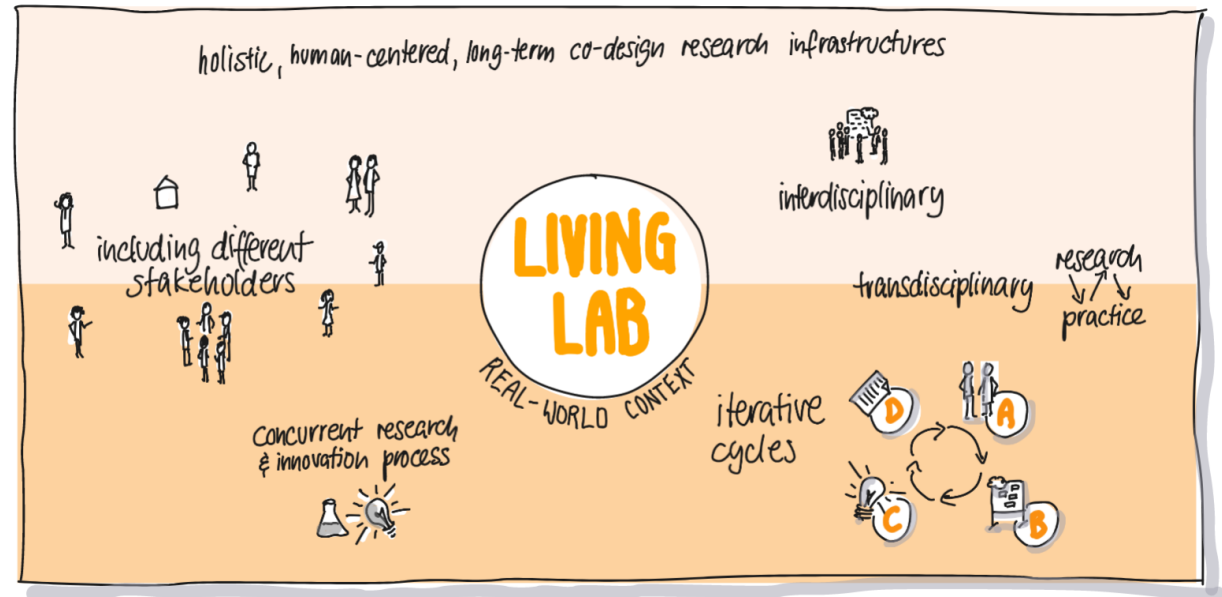 holistic, human-centered, long-term co-design research infrastructures
interdisciplinary
including different
stakeholders
LIVING
LAB
REAL-WORLD CONTEXT
transdisciplinary
research
practice
concurrent research
& innovation process
iterative
cycles
D
A
C
B